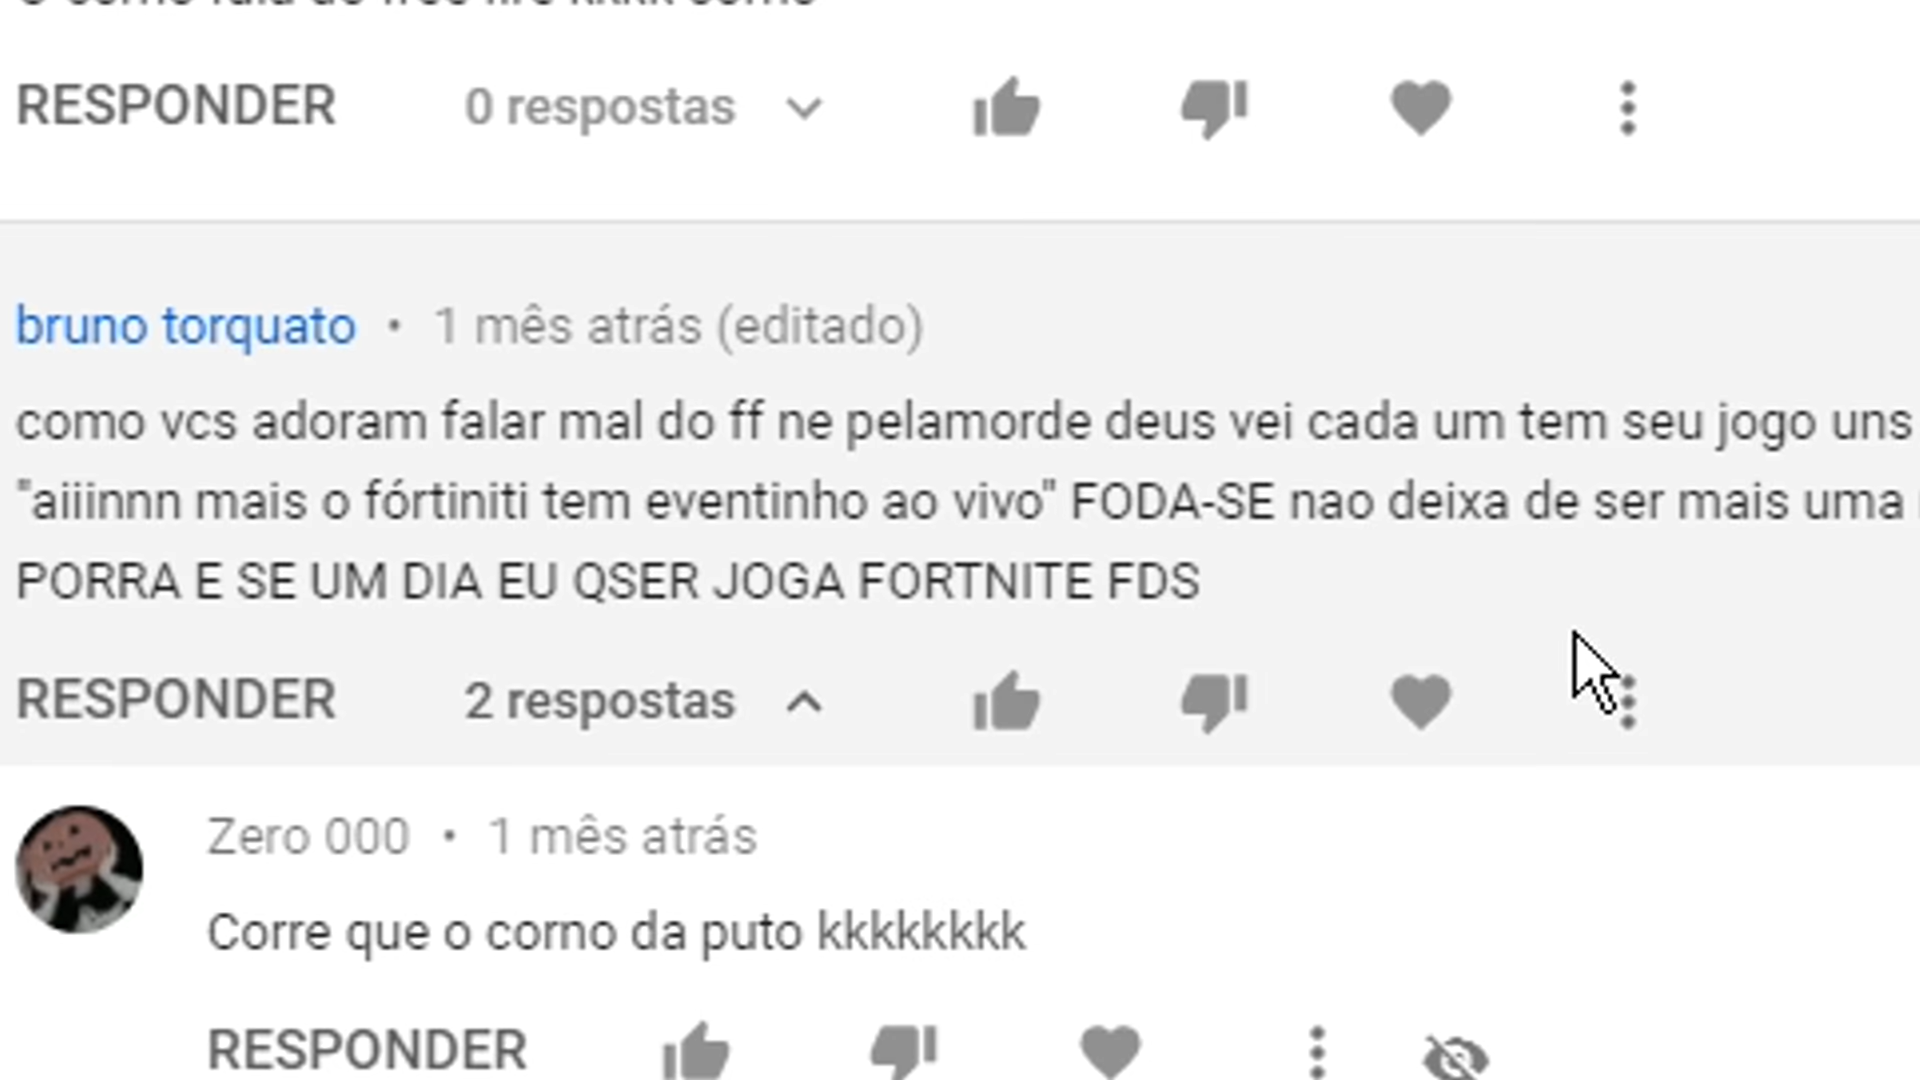 RESPONDER 0 respostas
bruno torquato • 1 mês atrás (editado)
como vcs adoram falar mal do ff ne pelamorde deus vei cada um tem seu jogo uns
"aiiinnn mais o fórtiniti tem eventinho ao vivo" FODA-SE nao deixa de ser mais uma
PORRA E SE UM DIA EU QSER JOGA FORTNITE FDS
RESPONDER 2 respostas
Zero 000 • 1 mês atrás
Corre que o corno da puto kkkkkkkk
RESPONDER